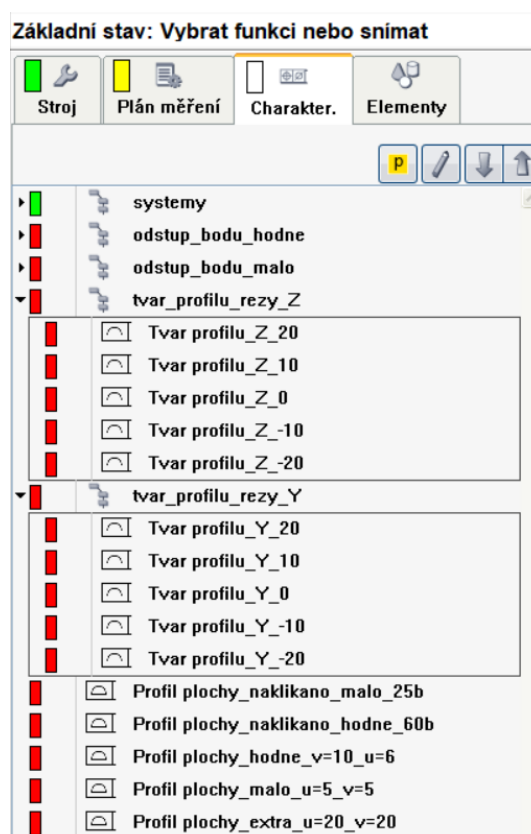 Základní stav: Vybrat funkci nebo snímat
Stroj Plán měření Charakter. Elementy
p
systemy
odstup_bodu_hodne
odstup_bodu_malo
tvar_profilu_rezy_Z
Tvar profilu_Z_20
Tvar profilu_Z_10
Tvar profilu_Z_0
Tvar profilu_Z_-10
Tvar profilu_Z_-20
tvar_profilu_rezy_Y
Tvar profilu_Y_20
Tvar profilu_Y_10
Tvar profilu_Y_0
Tvar profilu_Y_-10
Tvar profilu_Y_-20
Profil plochy_naklikano_malo_25b
Profil plochy_naklikano_hodne_60b
Profil plochy_hodne_v=10_u=6
Profil plochy_malo_u=5_v=5
Profil plochy_extra_u=20_v=20